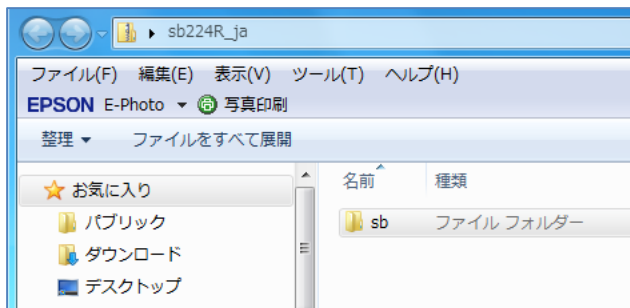 sb224R_ja
ファイル(F) 編集(E) 表示(V) ツール(T) ヘルプ(H)
EPSON E-Photo 写真印刷
整理 ファイルをすべて展開
お気に入り
パブリック
ダウンロード
デスクトップ
名前 種類
sb ファイル フォルダー